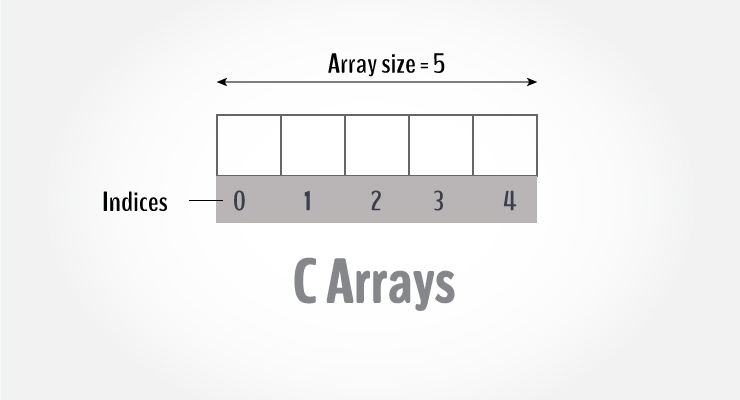 Array size = 5
Indices 0 1 2 3 4
C Arrays